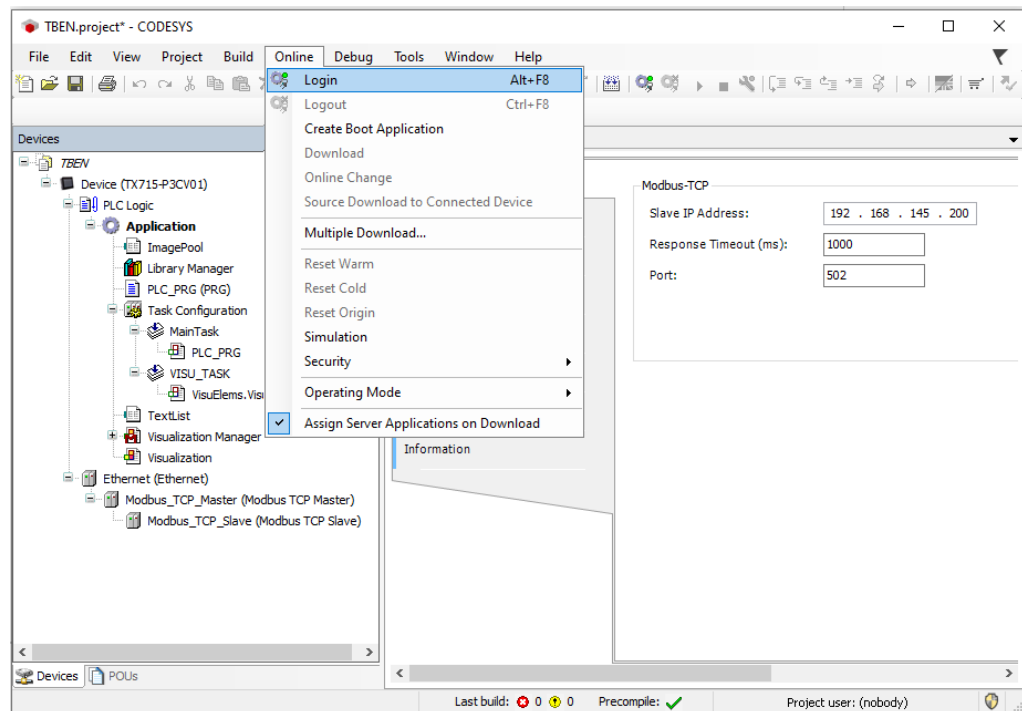 TBEN.project* - CODESYS
File Edit View Project Build Online Debug Tools Window Help
Login Alt+F8
Logout Ctrl+F8
Create Boot Application
Download
Online Change
Source Download to Connected Device
Multiple Download...
Reset Warm
Reset Cold
Reset Origin
Simulation
Security
Operating Mode
Assign Server Applications on Download
Devices
TBEN
Device (TX715-P3CV01)
PLC Logic
Application
ImagePool
Library Manager
PLC_PRG (PRG)
Task Configuration
MainTask
PLC_PRG
VISU_TASK
VisuElems.Visu
TextList
Visualization Manager
Visualization
Ethernet (Ethernet)
Modbus_TCP_Master (Modbus TCP Master)
Modbus_TCP_Slave (Modbus TCP Slave)
Information
Modbus-TCP
Slave IP Address: 192 . 168 . 145 . 200
Response Timeout (ms): 1000
Port: 502
Devices POUs
Last build: 0 0 Precompile: Project user: (nobody)